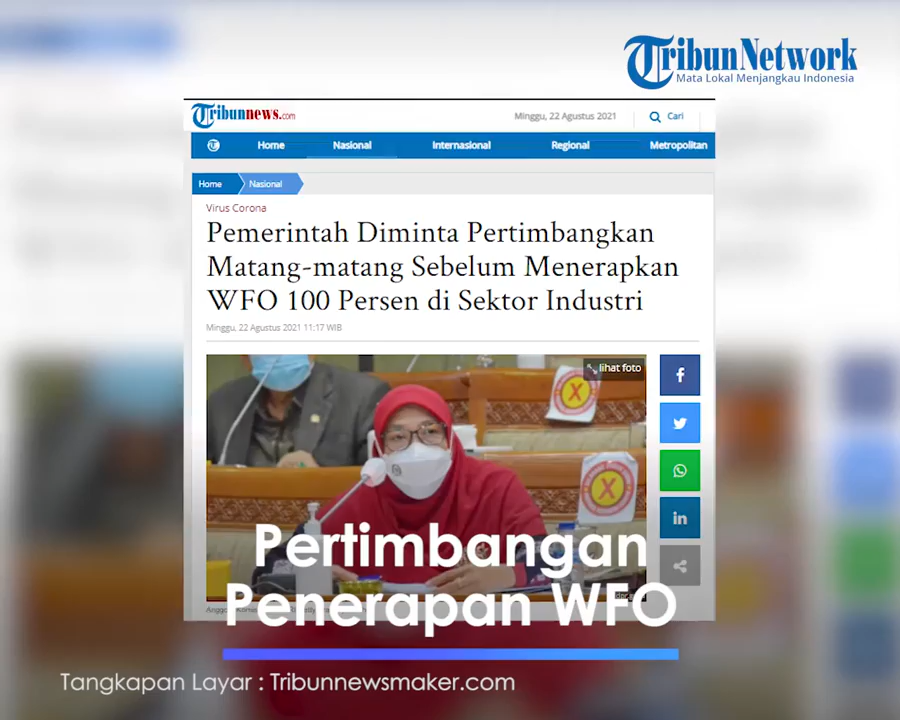 Tribun Network
Mata Lokal Menjangkau Indonesia
Tribunnews.com
Minggu, 22 Agustus 2021
Cari
Home Nasional Internasional Regional Metropolitan
Home Nasional
Virus Corona
Pemerintah Diminta Pertimbangkan
Matang-matang Sebelum Menerapkan
WFO 100 Persen di Sektor Industri
Minggu, 22 Agustus 2021 11:17 WIB
lihat foto
Pertimbangan
Penerapan WFO
Tangkapan Layar : Tribunnewsmaker.com